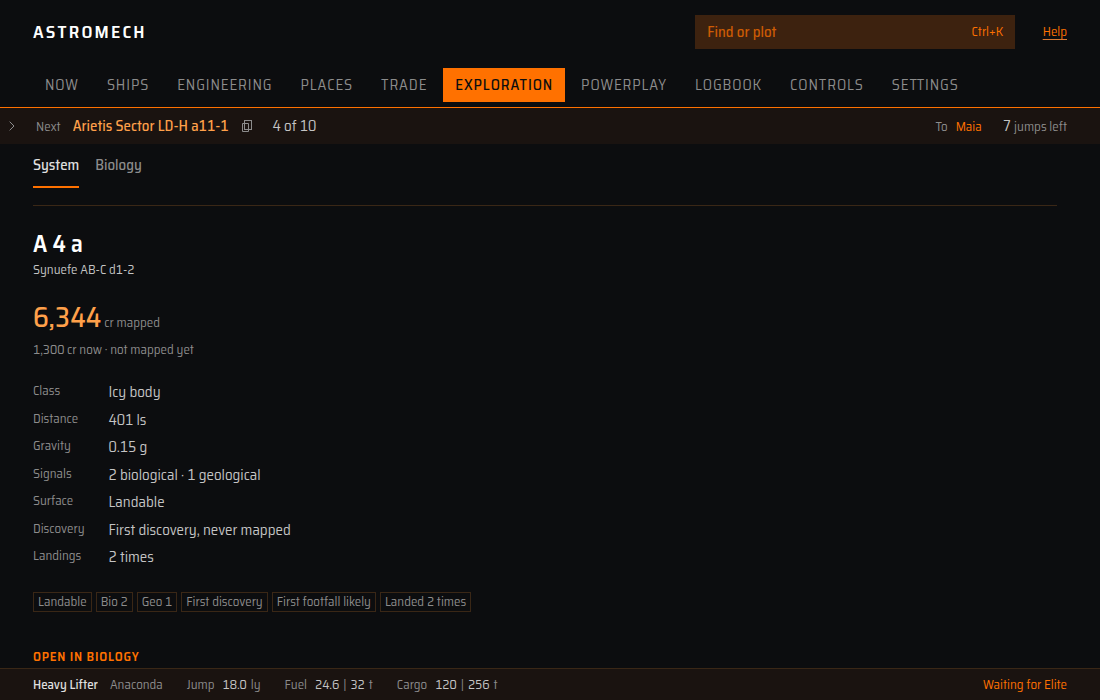 ASTROMECH
Find or plot Ctrl+K
Help
NOW SHIPS ENGINEERING PLACES TRADE EXPLORATION POWERPLAY LOGBOOK CONTROLS SETTINGS
Next Arietis Sector LD-H a11-1 4 of 10 To Maia 7 jumps left
System Biology
A 4 a
Synuefe AB-C d1-2
6,344 cr mapped
1,300 cr now · not mapped yet
Class Icy body
Distance 401 ls
Gravity 0.15 g
Signals 2 biological · 1 geological
Surface Landable
Discovery First discovery, never mapped
Landings 2 times
Landable Bio 2 Geo 1 First discovery First footfall likely Landed 2 times
OPEN IN BIOLOGY
Heavy Lifter Anaconda Jump 18.0 ly Fuel 24.6 | 32 t Cargo 120 | 256 t Waiting for Elite